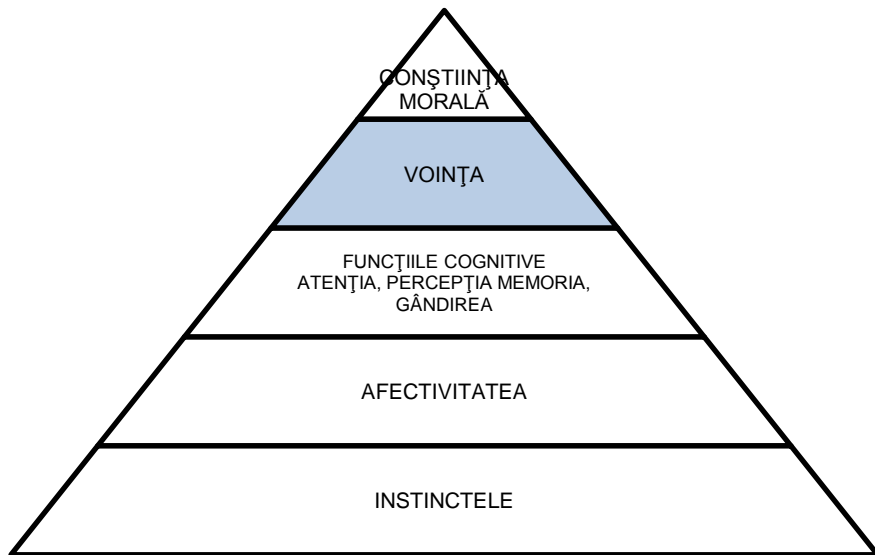 CONŞTIINŢA
MORALĂ
VOINŢA
FUNCŢIILE COGNITIVE
ATENŢIA, PERCEPŢIA MEMORIA,
GÂNDIREA
AFECTIVITATEA
INSTINCTELE